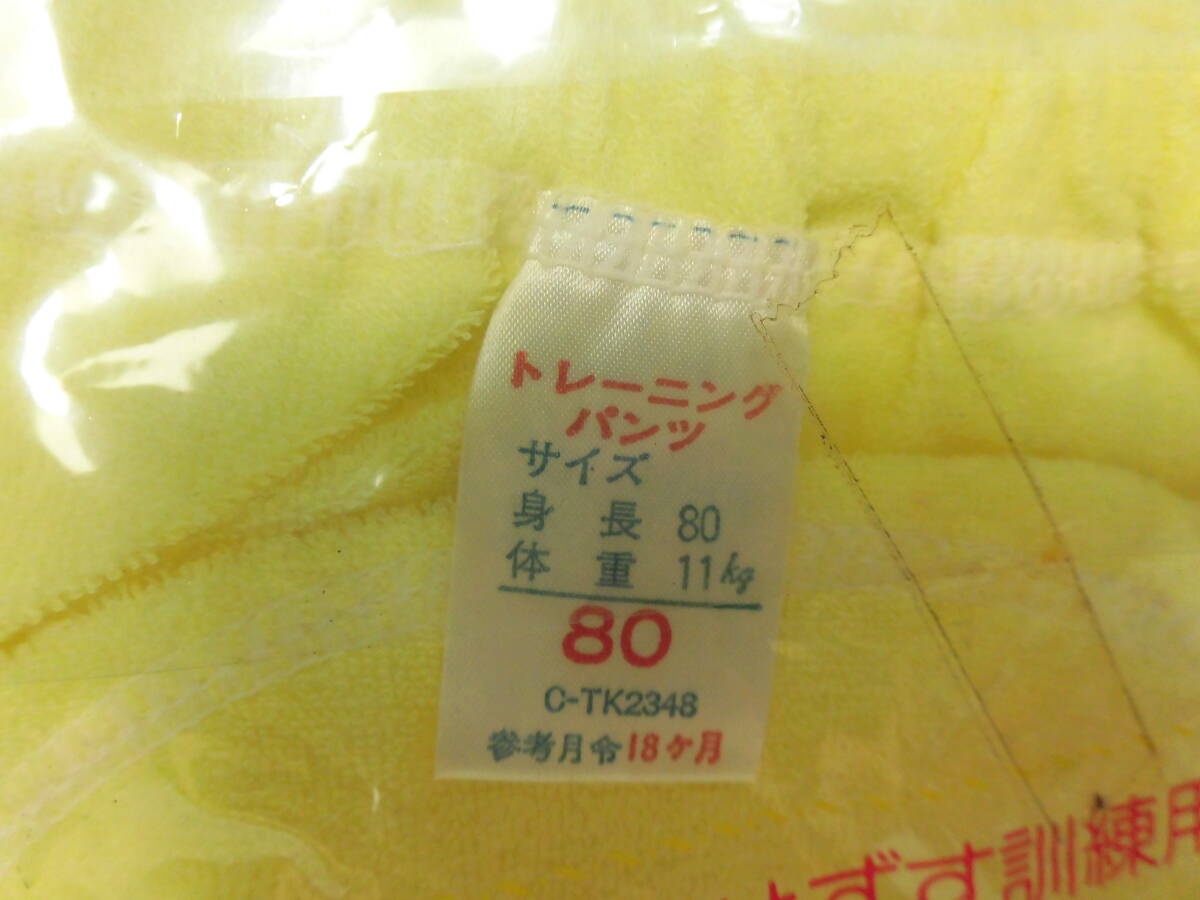 トレーニング
パンツ
サイズ
身長 80
体重 11kg
80
C-TK2348
参考月令18ケ月
はずす訓練用